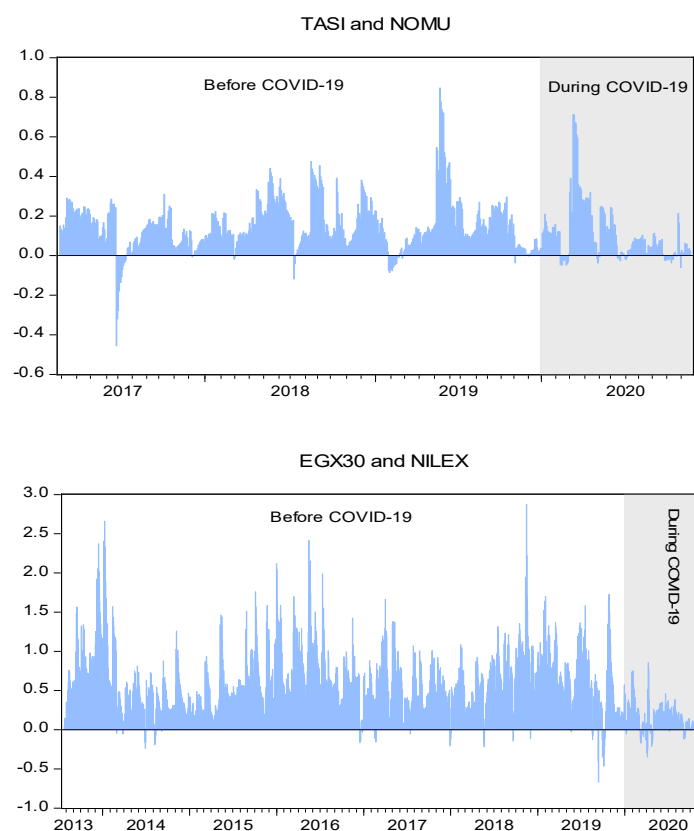 TASI and NOMU
1.0
Before COVID-19
During COVID-19
0.8
0.6
0.4
0.2
0.0
-0.2
-0.4
-0.6
2017 2018 2019 2020
EGX30 and NILEX
3.0
Before COVID-19
During COMD-19
2.5
2.0
1.5
1.0
0.5
0.0
-0.5
-1.0
2013 2014 2015 2016 2017 2018 2019 2020